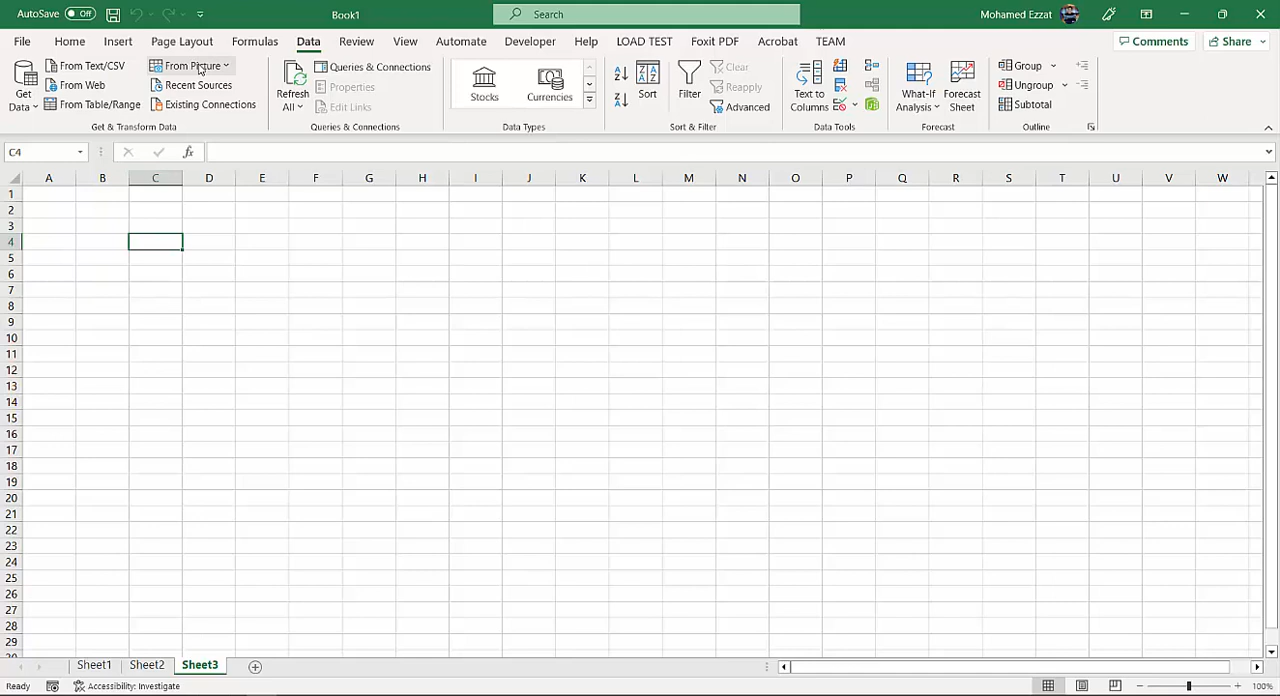 AutoSave Off Book1 Search Mohamed Ezzat
File Home Insert Page Layout Formulas Data Review View Automate Developer Help LOAD TEST Foxit PDF Acrobat TEAM Comments Share
Get Data
From Text/CSV
From Web
From Table/Range
From Picture
Recent Sources
Existing Connections
Get & Transform Data
Refresh All
Queries & Connections
Properties
Edit Links
Queries & Connections
Stocks
Currencies
Data Types
Sort
Filter
Clear
Reapply
Advanced
Sort & Filter
Text to Columns
Data Tools
What-If Analysis
Forecast Sheet
Forecast
Group
Ungroup
Subtotal
Outline
C4 fx
A B C D E F G H I J K L M N O P Q R S T U V W
1
2
3
4
5
6
7
8
9
10
11
12
13
14
15
16
17
18
19
20
21
22
23
24
25
26
27
28
29
Sheet1 Sheet2 Sheet3
Ready Accessibility: Investigate 100%